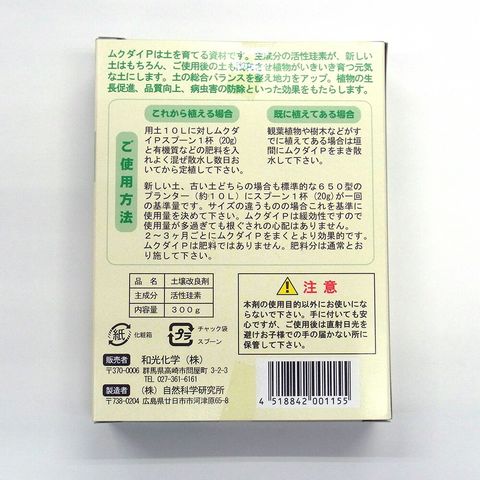 ムクダイPは土を育てる資材です。主成分の活性珪素が、新しい
土はもちろん、ご使用後の土も
植物がいきいき育つ元気
な土にします。土の総合バランスを整え地力をアップ。植物の生
長促進、品質向上、病虫害の防除といった効果をもたらします。
ご使用方法
これから植える場合
用土10Lに対しムクダ
イPスプーン1杯(20g)
と有機質などの肥料を入
れよく混ぜ散水し数日お
いてから定植して下さい。
既に植えてある場合
観葉植物や樹木などがす
でに植えてある場合は垣
間にムクダイPをまき散
水して下さい。
新しい土、古い土どちらの場合も標準的な650型の
プランター(約10L)にスプーン1杯(20g)が一回
の基準量です。サイズの違うものの場合これを基準に
使用量を決めて下さい。ムクダイPは緩効性ですので
使用量が多過ぎても根ぐされの心配はありません。
2~3ヶ月ごとにムクダイPをまくとより効果的です。
ムクダイPは肥料ではありません。肥料分は通常とお
り施して下さい。
品名 土壌改良剤
主成分 活性珪素
内容量 300g
紙 化粧箱
プラ チャック袋
スプーン
注意
本剤の使用目的以外にお使いにな
らないで下さい。手に付いても安
心ですが、ご使用後は直射日光を
避けお子様での手の届かない所に
保管して下さい。
販売者 和光化学(株)
〒370-0006 群馬県高崎市問屋町 3-2-3
TEL 027-361-6161
製造者 (株)自然科学研究所
〒738-0204 広島県廿日市市河津原65-8
4 518842 001155